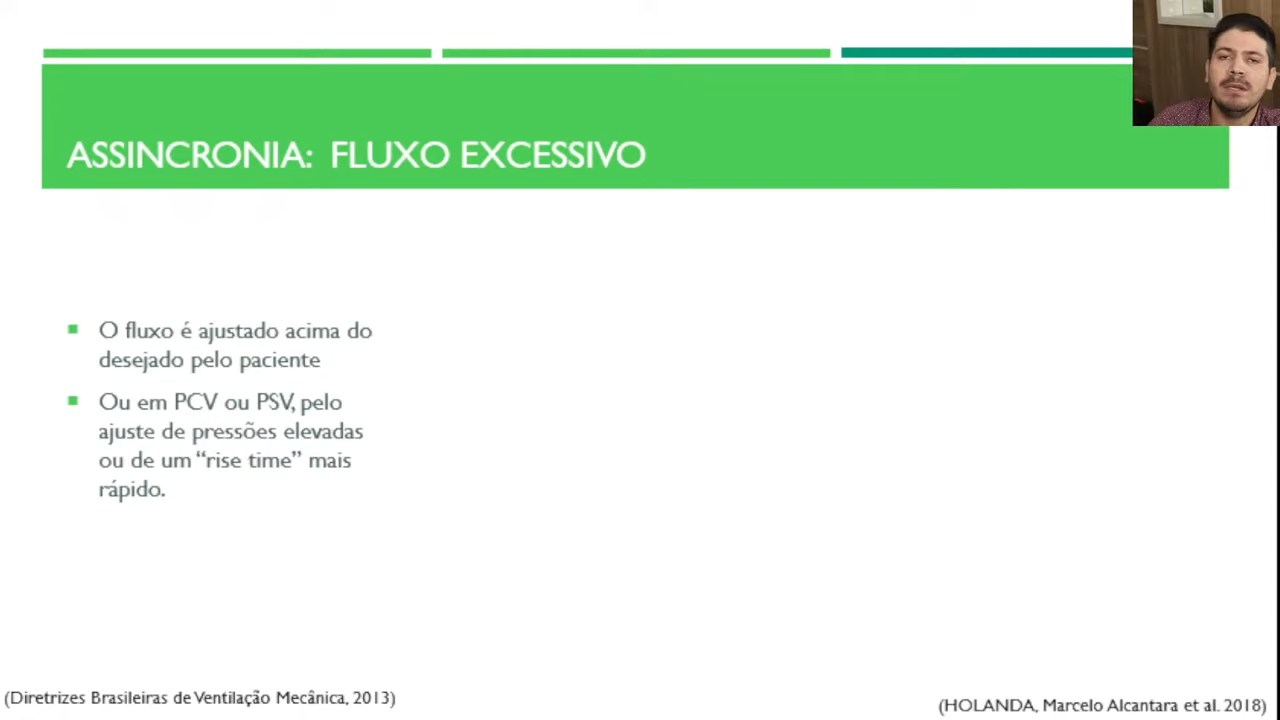 ASSINCRONIA: FLUXO EXCESSIVO
O fluxo é ajustado acima do
desejado pelo paciente
Ou em PCV ou PSV, pelo
ajuste de pressões elevadas
ou de um “rise time” mais
rápido.
(Diretrizes Brasileiras de Ventilação Mecânica, 2013)
(HOLANDA, Marcelo Alcantara et al. 2018)